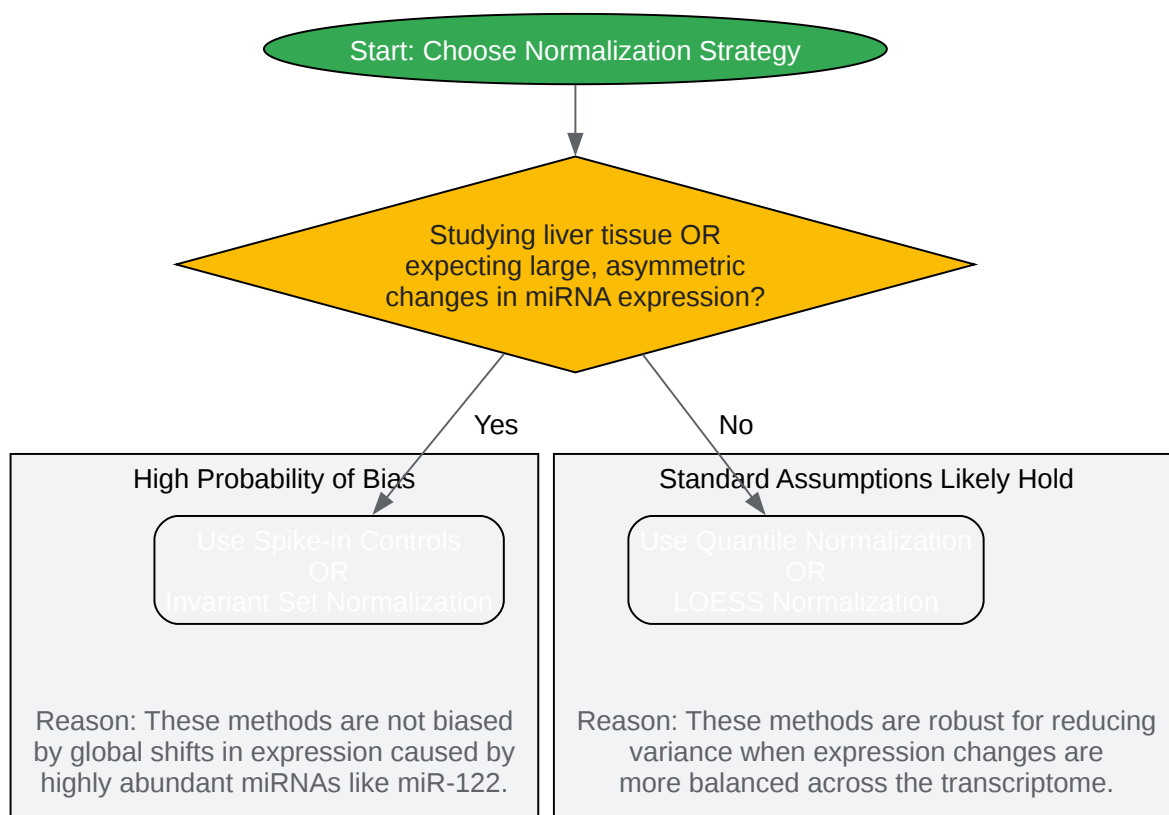 Start: Choose Normalization Strategy
Studying liver tissue OR
expecting large, asymmetric
changes in miRNA expression?
Yes
No
High Probability of Bias
Use Spike-in Controls
OR
Invariant Set Normalization
Reason: These methods are not biased
by global shifts in expression caused by
highly abundant miRNAs like miR-122.
Standard Assumptions Likely Hold
Use Quantile Normalization
OR
LOESS Normalization
Reason: These methods are robust for reducing
variance when expression changes are
more balanced across the transcriptome.